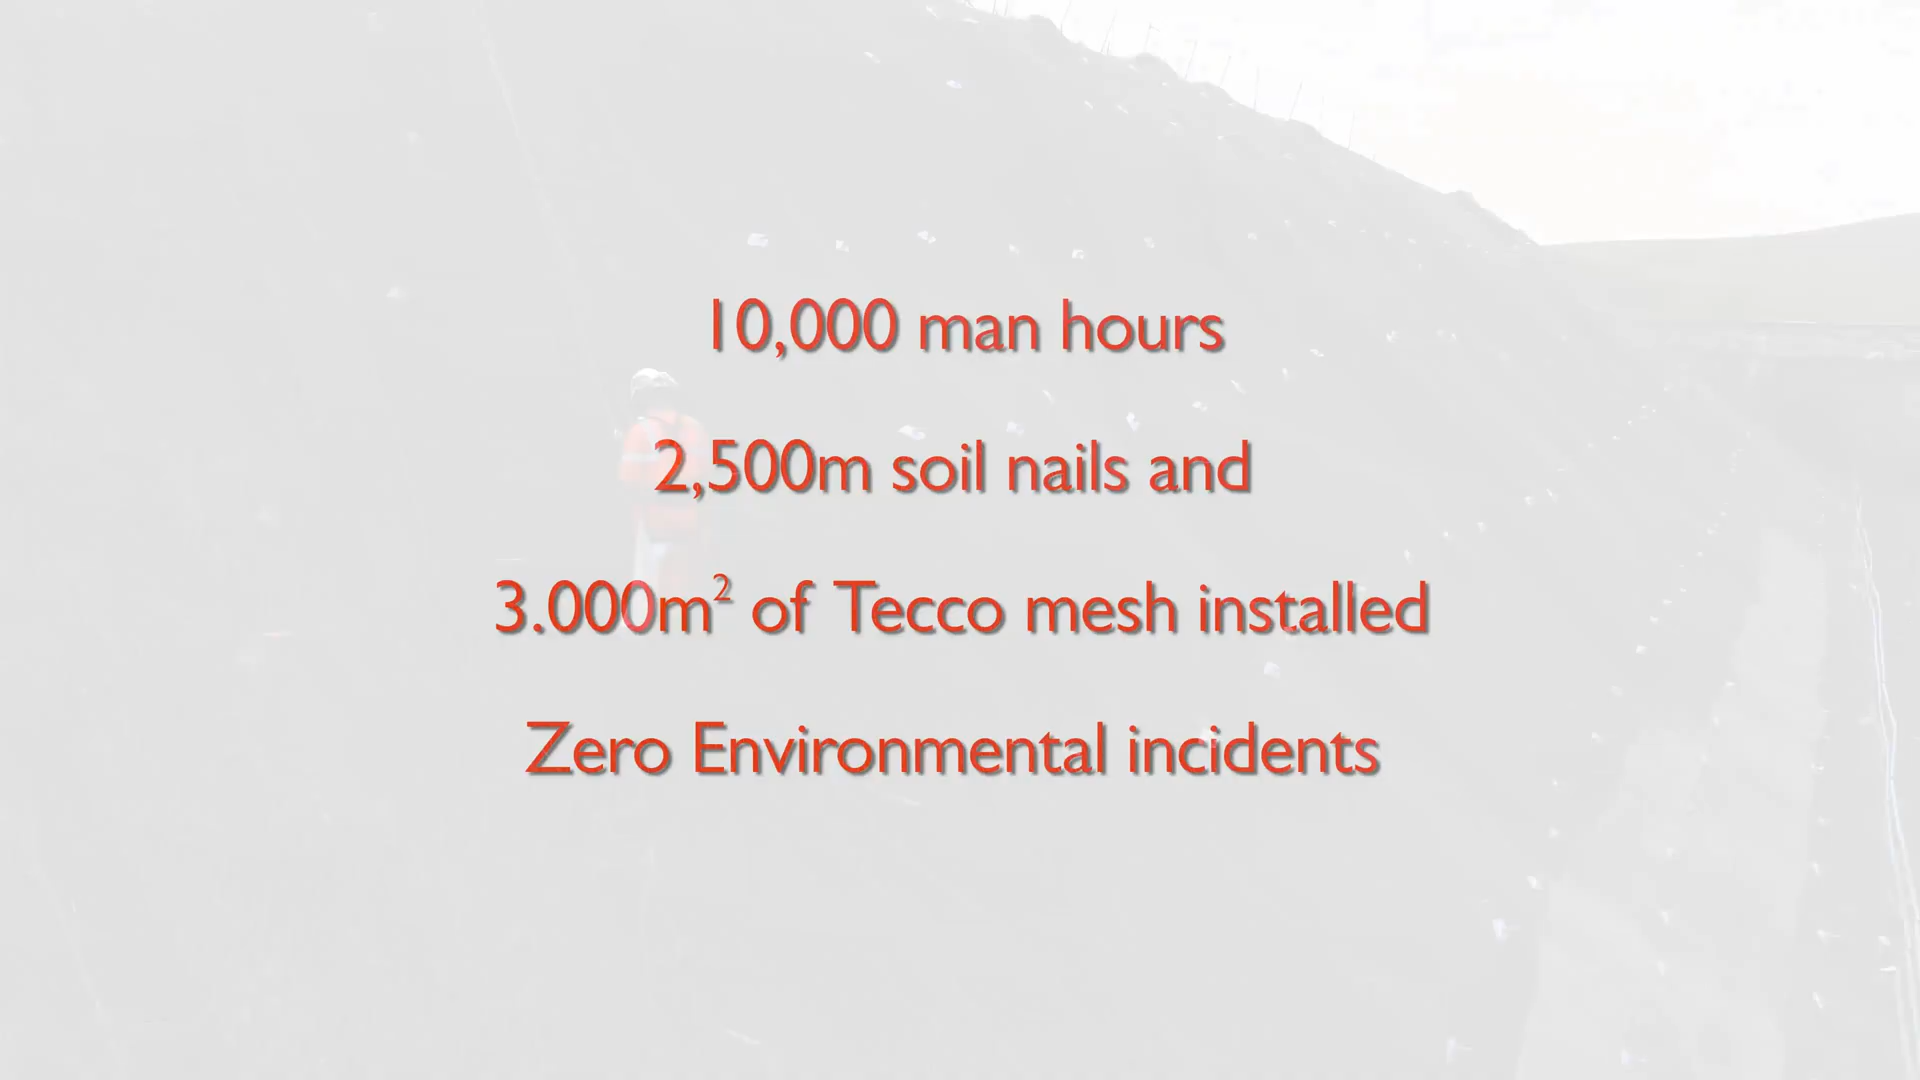 10,000 man hours
2,500m soil nails and
3.000m² of Tecco mesh installed
Zero Environmental incidents